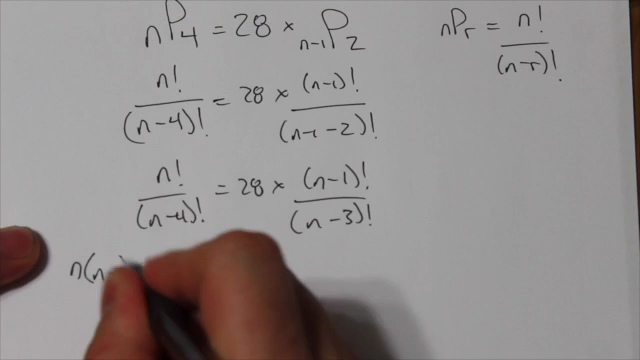 nP4 = 28 × n-1P2
nPr = n!/(n-r)!
n!/(n-4)! = 28 × (n-1)!/(n-1-2)!
n!/(n-4)! = 28 × (n-1)!/(n-3)!
n(n